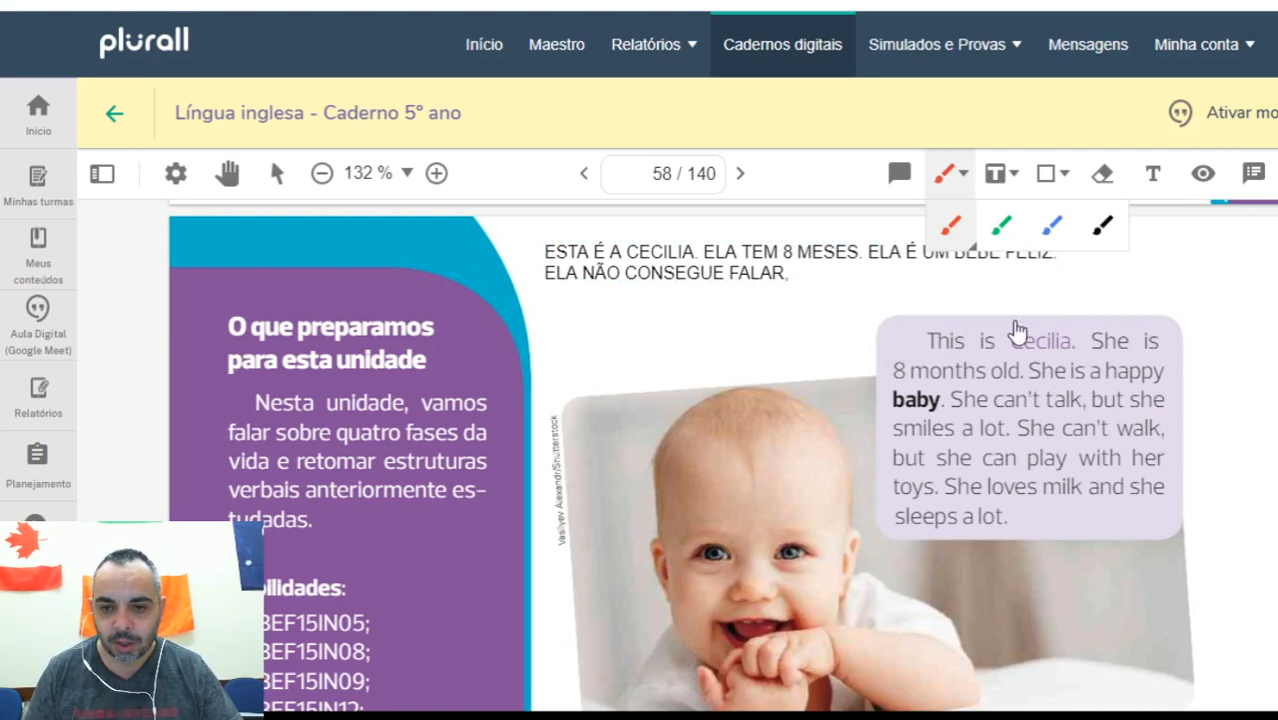 plurall
Início
Maestro
Relatórios
Cadernos digitais
Simulados e Provas
Mensagens
Minha conta
Inicio
Minhas turmas
Meus
conteúdos
Aula Digital
(Google Meet)
Relatórios
Planejamento
Língua inglesa - Caderno 5º ano
Ativar mo
132 %
58 / 140
T
T
ESTA É A CECILIA. ELA TEM 8 MESES. ELA É UM BEBÊ FELIZ.
ELA NÃO CONSEGUE FALAR,
O que preparamos
para esta unidade
Nesta unidade, vamos
falar sobre quatro fases da
vida e retomar estruturas
verbais anteriormente es-
tudadas.
ilidades:
BEF15IN05;
BEF15IN08;
BEF15IN09;
BEF15IN12;
Vasilyev Alexandr/Shutterstock
This is Cecilia. She is
8 months old. She is a happy
baby. She can't talk, but she
smiles a lot. She can't walk,
but she can play with her
toys. She loves milk and she
sleeps a lot.